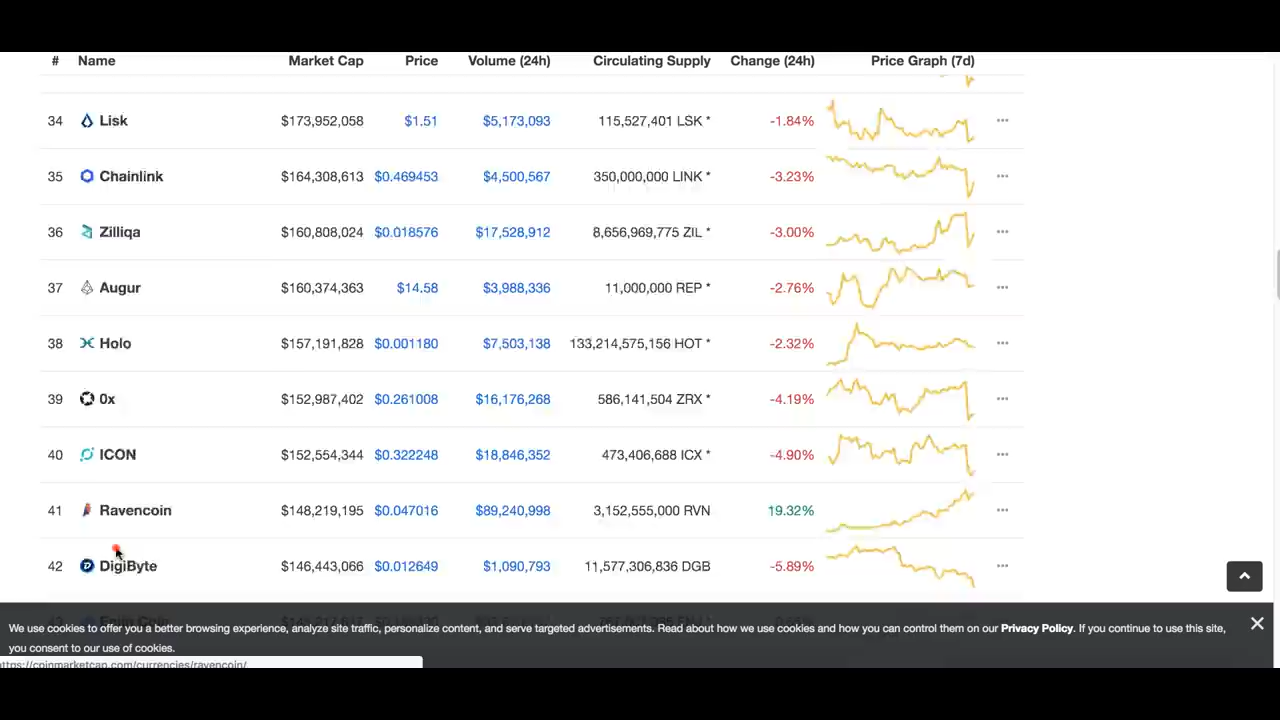 # Name Market Cap Price Volume (24h) Circulating Supply Change (24h) Price Graph (7d)
34 Lisk $173,952,058 $1.51 $5,173,093 115,527,401 LSK * -1.84%
35 Chainlink $164,308,613 $0.469453 $4,500,567 350,000,000 LINK * -3.23%
36 Zilliqa $160,808,024 $0.018576 $17,528,912 8,656,969,775 ZIL * -3.00%
37 Augur $160,374,363 $14.58 $3,988,336 11,000,000 REP * -2.76%
38 Holo $157,191,828 $0.001180 $7,503,138 133,214,575,156 HOT * -2.32%
39 0x $152,987,402 $0.261008 $16,176,268 586,141,504 ZRX * -4.19%
40 ICON $152,554,344 $0.322248 $18,846,352 473,406,688 ICX * -4.90%
41 Ravencoin $148,219,195 $0.047016 $89,240,998 3,152,555,000 RVN 19.32%
42 DigiByte $146,443,066 $0.012649 $1,090,793 11,577,306,836 DGB -5.89%
43 Enjin Coin
We use cookies to offer you a better browsing experience, analyze site traffic, personalize content, and serve targeted advertisements. Read about how we use cookies and how you can control them on our Privacy Policy. If you continue to use this site,
you consent to our use of cookies.
https://coinmarketcap.com/currencies/ravencoin/